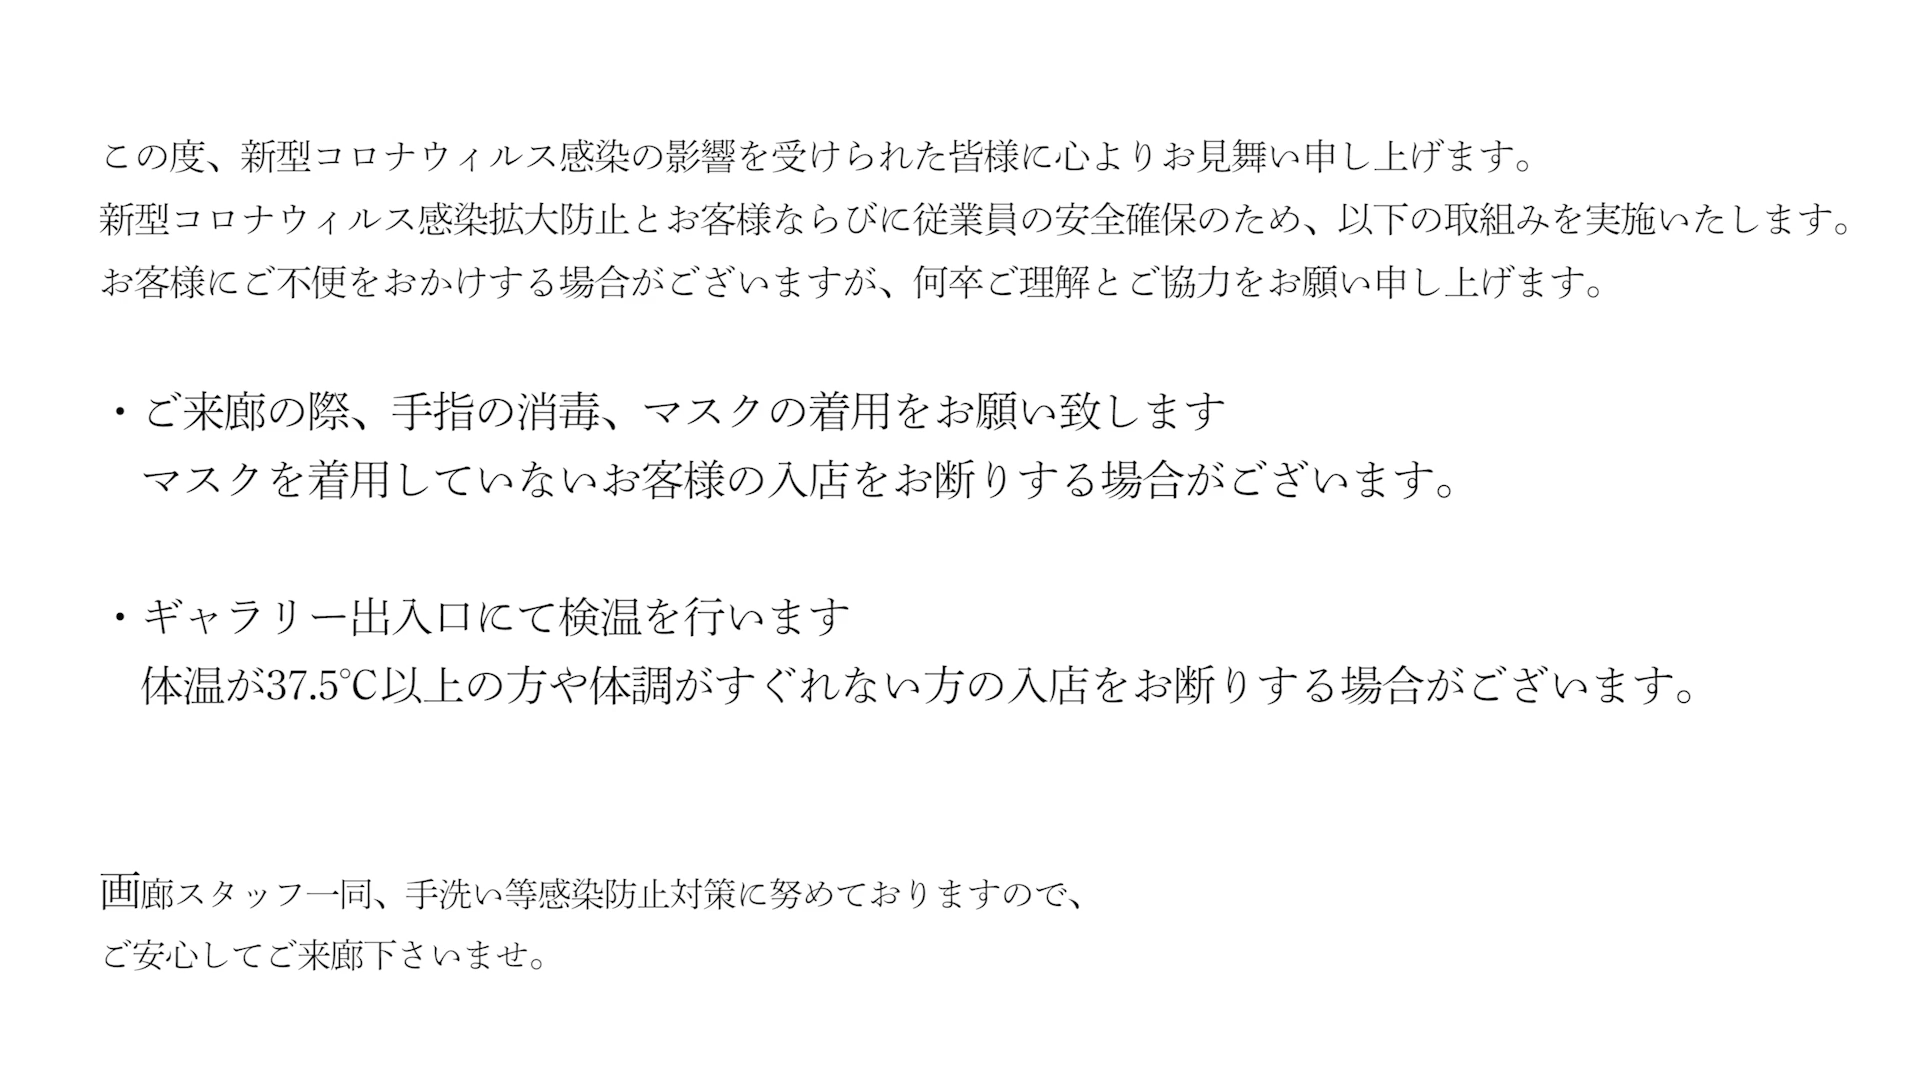 この度、新型コロナウィルス感染の影響を受けられた皆様に心よりお見舞い申し上げます。
新型コロナウィルス感染拡大防止とお客様ならびに従業員の安全確保のため、以下の取組みを実施いたします。
お客様にご不便をおかけする場合がございますが、何卒ご理解とご協力をお願い申し上げます。
・ご来廊の際、手指の消毒、マスクの着用をお願い致します
マスクを着用していないお客様の入店をお断りする場合がございます。
・ギャラリー出入口にて検温を行います
体温が37.5℃以上の方や体調がすぐれない方の入店をお断りする場合がございます。
画廊スタッフ一同、手洗い等感染防止対策に努めておりますので、
ご安心してご来廊下さいませ。